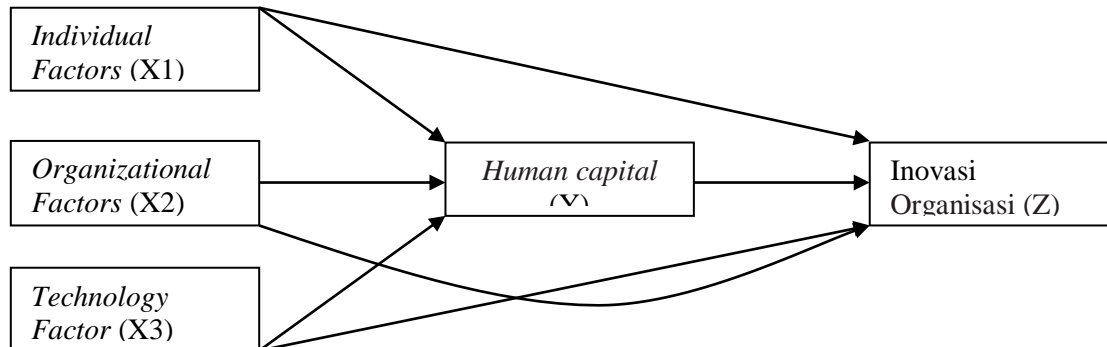 Individual
Factors (X1)
Organizational
Factors (X2)
Human capital
(Y)
Inovasi
Organisasi (Z)
Technology
Factor (X3)